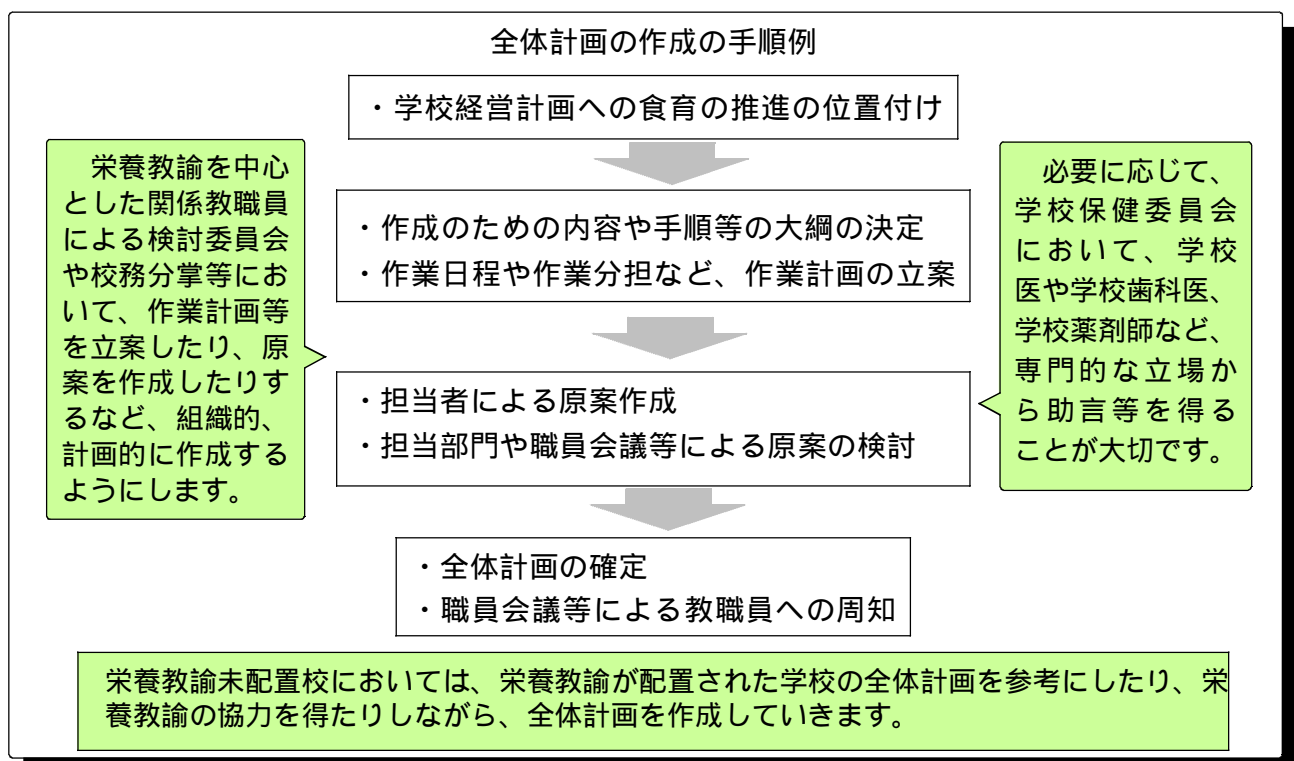 全体計画の作成の手順例
・学校経営計画への食育の推進の位置付け
栄養教諭を中心
とした関係教職員
による検討委員会
や校務分掌等にお
いて、作業計画等
を立案したり、原
案を作成したりす
るなど、組織的、
計画的に作成する
ようにします。
・作成のための内容や手順等の大綱の決定
・作業日程や作業分担など、作業計画の立案
・担当者による原案作成
・担当部門や職員会議等による原案の検討
必要に応じて、
学校保健委員会
において、学校
医や学校歯科医、
学校薬剤師など、
専門的な立場か
ら助言等を得る
ことが大切です。
・全体計画の確定
・職員会議等による教職員への周知
栄養教諭未配置校においては、栄養教諭が配置された学校の全体計画を参考にしたり、栄
養教諭の協力を得たりしながら、全体計画を作成していきます。